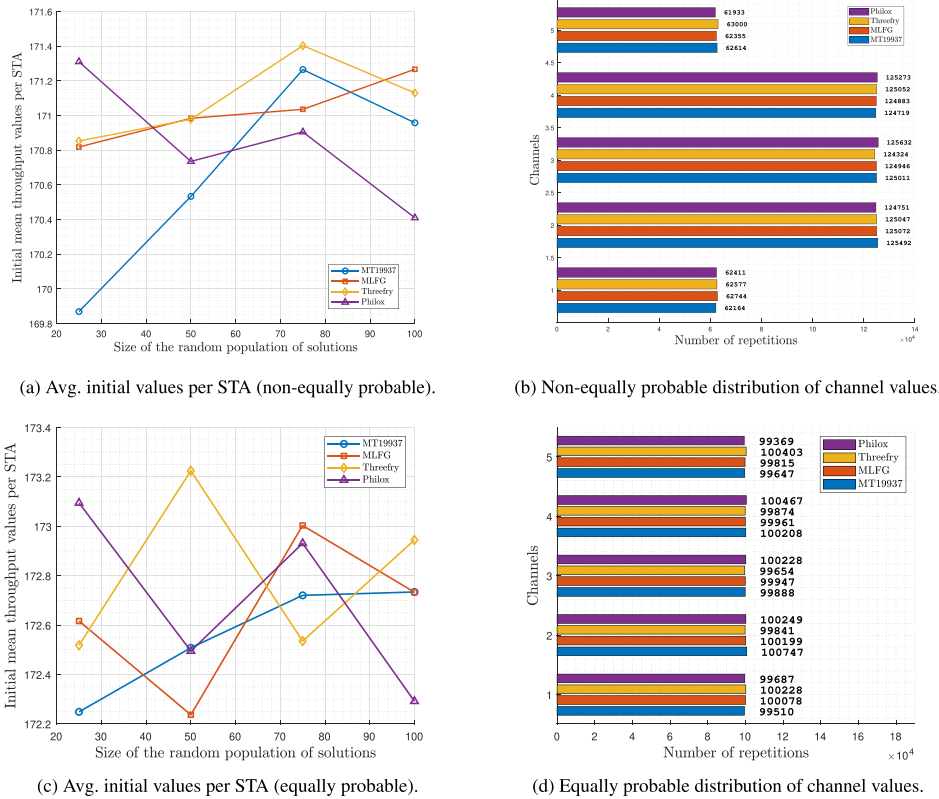 171.6
171.4
171.2
171
170.8
170.6
170.4
170.2
170
169.8
20 30 40 50 60 70 80 90 100
Initial mean throughput values per STA
Size of the random population of solutions
MT19937
MLFG
Threefry
Philox
(a) Avg. initial values per STA (non-equally probable).
Philox
Threefry
MLFG
MT19937
61933
63000
62355
62614
125273
125052
124883
124719
125632
124324
124946
125011
124751
125047
125072
125492
62411
62577
62744
62164
5
4.5
4
3.5
3
2.5
2
1.5
1
Channels
0 2 4 6 8 10 12 14
×10⁴
Number of repetitions
(b) Non-equally probable distribution of channel values.
173.4
173.2
173
172.8
172.6
172.4
172.2
20 30 40 50 60 70 80 90 100
Initial mean throughput values per STA
Size of the random population of solutions
MT19937
MLFG
Threefry
Philox
(c) Avg. initial values per STA (equally probable).
Philox
Threefry
MLFG
MT19937
99369
100403
99815
99647
100467
99874
99961
100208
100228
99654
99947
99888
100249
99841
100199
100747
99687
100228
100078
99510
5
4
3
2
1
Channels
0 2 4 6 8 10 12 14 16 18
×10⁴
Number of repetitions
(d) Equally probable distribution of channel values.